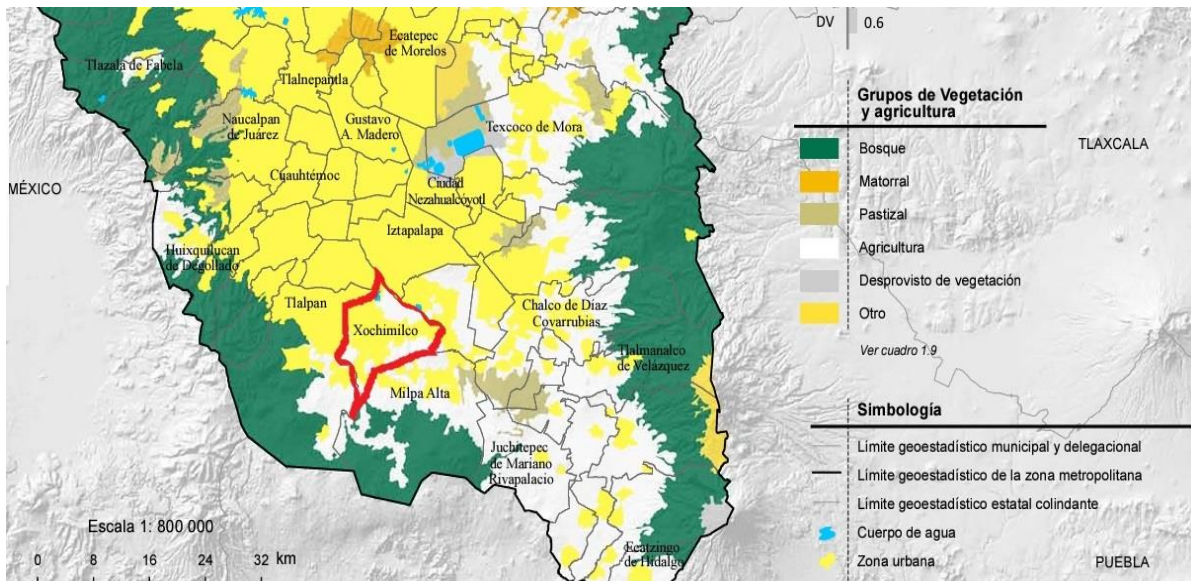 Ecatepec
de Morelos
Tlazala de Fabela
Tlalnepantla
Naucalpan
de Juárez
Gustavo
A. Madero
Texcoco de Mora
Cuauhtémoc
Ciudad
Nezahualcóyotl
MÉXICO
Iztapalapa
Huixquilucan
de Degollado
Tlalpan
Chalco de Díaz
Covarrubias
Xochimilco
Tlalmanalco
de Velázquez
Milpa Alta
Juchitepec
de Mariano
Rivapalacio
Ecatzingo
de Hidalgo
Escala 1: 800 000
0 8 16 24 32 km
DV 0.6
Grupos de Vegetación
y agricultura
Bosque
Matorral
Pastizal
Agricultura
Desprovisto de vegetación
Otro
Ver cuadro 1.9
TLAXCALA
Simbología
Límite geoestadístico municipal y delegacional
Límite geoestadístico de la zona metropolitana
Límite geoestadístico estatal colindante
Cuerpo de agua
Zona urbana
PUEBLA